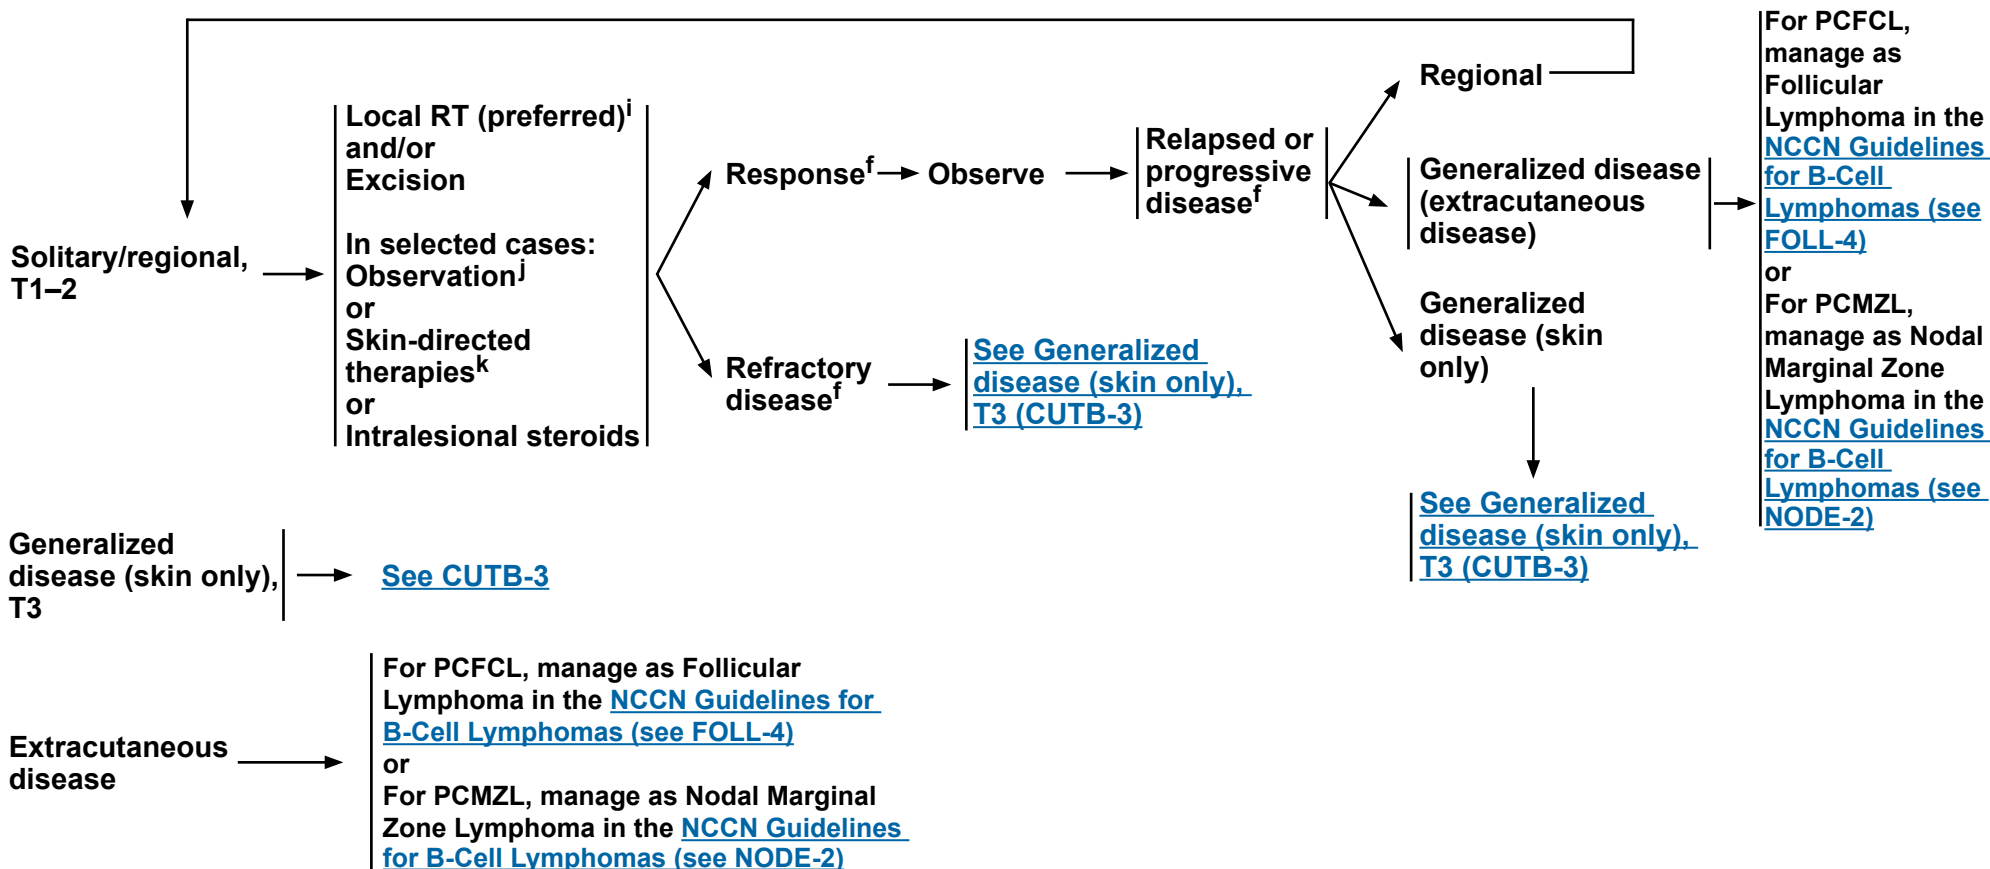 Solitary/regional,
T1–2
Local RT (preferred)i
and/or
Excision
In selected cases:
Observationj
or
Skin-directed
therapiesk
or
Intralesional steroids
Responsef
Observe
Relapsed or
progressive
diseasef
Regional
Generalized disease
(extracutaneous
disease)
Generalized
disease (skin
only)
For PCFCL,
manage as
Follicular
Lymphoma in the
NCCN Guidelines
for B-Cell
Lymphomas (see
FOLL-4)
or
For PCMZL,
manage as Nodal
Marginal Zone
Lymphoma in the
NCCN Guidelines
for B-Cell
Lymphomas (see
NODE-2)
Refractory
diseasef
See Generalized
disease (skin only),
T3 (CUTB-3)
See Generalized
disease (skin only),
T3 (CUTB-3)
Generalized
disease (skin only),
T3
See CUTB-3
Extracutaneous
disease
For PCFCL, manage as Follicular
Lymphoma in the NCCN Guidelines for
B-Cell Lymphomas (see FOLL-4)
or
For PCMZL, manage as Nodal Marginal
Zone Lymphoma in the NCCN Guidelines
for B-Cell Lymphomas (see NODE-2)